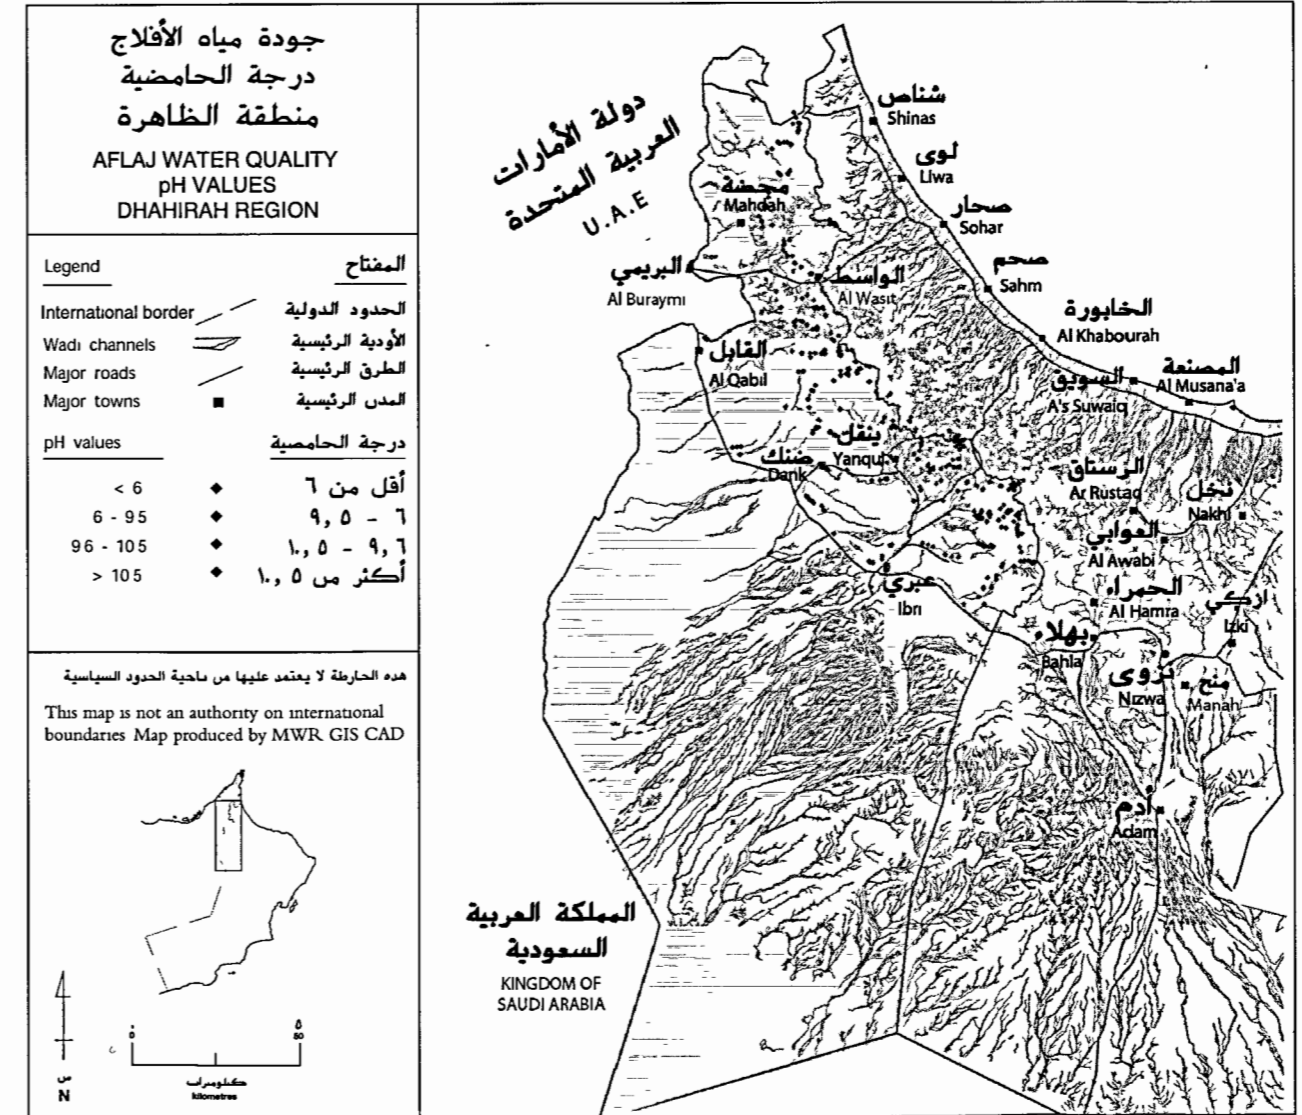 جودة مياه الأفلاج
درجة الحامضية
منطقة الظاهرة
AFLAJ WATER QUALITY
pH VALUES
DHAHIRAH REGION
Legend المفتاح
International border الحدود الدولية
Wadi channels الأودية الرئيسية
Major roads الطرق الرئيسية
Major towns المدن الرئيسية
pH values درجة الحامصية
< 6 أقل من ٦
6 - 95 ٦ - ٩,٥
96 - 105 ٩,٦ - ١٠,٥
> 105 أكثر من ١٠,٥
هده الحارطة لا يعتمد عليها من ناحية الحدود السياسية
This map is not an authority on international
boundaries Map produced by MWR GIS CAD
٠ ٥
50
كيلومترات
kilometres
س
N
دولة الأمارات
العربية المتحدة
U.A.E
شناص
Shinas
لوى
Liwa
محضة
Mahdah
صحار
Sohar
صحم
Sahm
البريمي
Al Buraymi
الواسط
Al Wasit
الخابورة
Al Khabourah
القابل
Al Qabil
المصنعة
Al Musana'a
السويق
A's Suwaiq
ينقل
Yanqul
ضنك
Dank
الرستاق
Ar Rustaq
نخل
Nakhl
العوابي
Al Awabi
عبري
Ibri
الحمراء
Al Hamra
ازكي
Izki
بهلاء
Bahla
نزوى
Nizwa
منح
Manah
أدم
Adam
المملكة العربية
السعودية
KINGDOM OF
SAUDI ARABIA